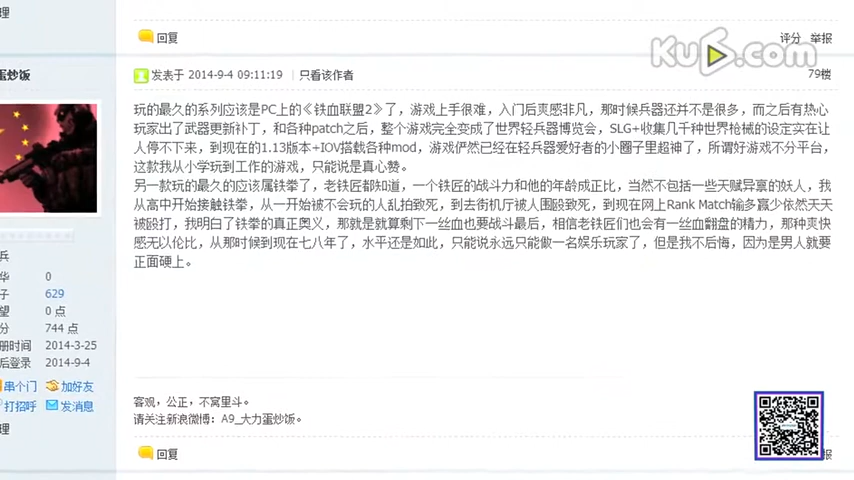 理
回复
评分 举报
Ku6.com
蛋炒饭
发表于 2014-9-4 09:11:19 | 只看该作者
79楼
玩的最久的系列应该是PC上的《铁血联盟2》了，游戏上手很难，入门后爽感非凡，那时候兵器还并不是很多，而之后有热心
玩家出了武器更新补丁，和各种patch之后，整个游戏完全变成了世界轻兵器博览会，SLG+收集几千种世界枪械的设定实在让
人停不下来，到现在的1.13版本+IOV搭载各种mod，游戏俨然已经在轻兵器爱好者的小圈子里超神了，所谓好游戏不分平台，
这款我从小学玩到工作的游戏，只能说是真心赞。
另一款玩的最久的应该属铁拳了，老铁匠都知道，一个铁匠的战斗力和他的年龄成正比，当然不包括一些天赋异禀的妖人，我
从高中开始接触铁拳，从一开始被不会玩的人乱拍致死，到去街机厅被人围殴致死，到现在网上Rank Match输多赢少依然天天
被殴打，我明白了铁拳的真正奥义，那就是就算剩下一丝血也要战斗最后，相信老铁匠们也会有一丝血翻盘的精力，那种爽快
感无以伦比，从那时候到现在七八年了，水平还是如此，只能说永远只能做一名娱乐玩家了，但是我不后悔，因为是男人就要
正面硬上。
兵
华 0
子 629
望 0 点
分 744 点
册时间 2014-3-25
后登录 2014-9-4
串个门 加好友
打招呼 发消息
理
客观，公正，不窝里斗。
请关注新浪微博：A9_大力蛋炒饭。
回复
报